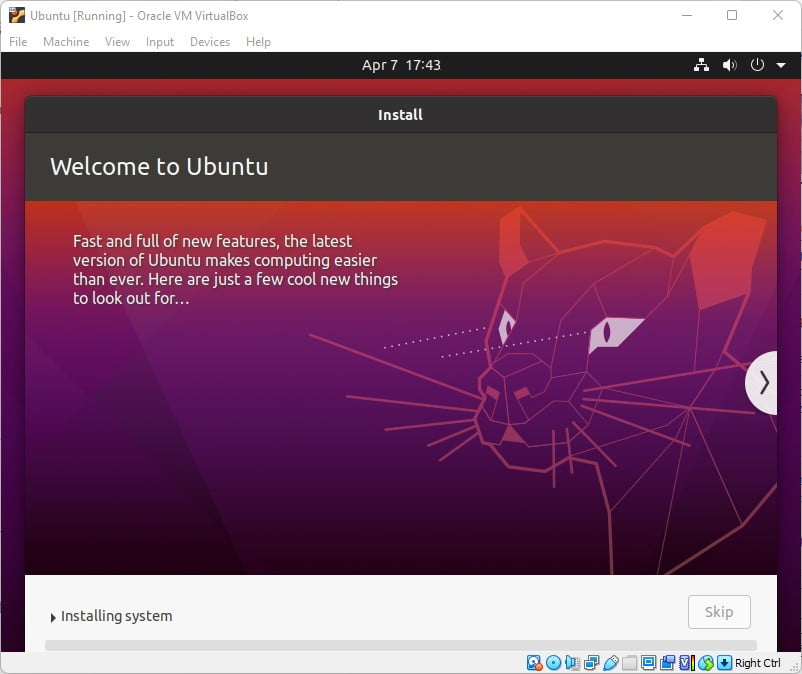 Ubuntu [Running] - Oracle VM VirtualBox
File Machine View Input Devices Help
Apr 7 17:43
Install
Welcome to Ubuntu
Fast and full of new features, the latest
version of Ubuntu makes computing easier
than ever. Here are just a few cool new things
to look out for…
Installing system
Skip
Right Ctrl